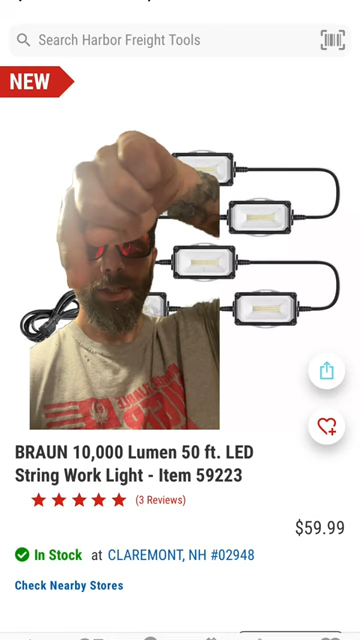 Search Harbor Freight Tools
NEW
BRAUN 10,000 Lumen 50 ft. LED
String Work Light - Item 59223
(3 Reviews)
$59.99
In Stock at CLAREMONT, NH #02948
Check Nearby Stores